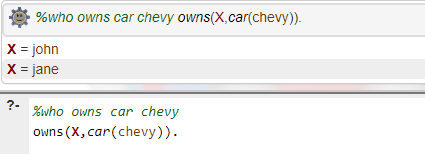 %who owns car chevy owns(X,car(chevy)).
X = john
X = jane
?- %who owns car chevy
owns(X,car(chevy)).